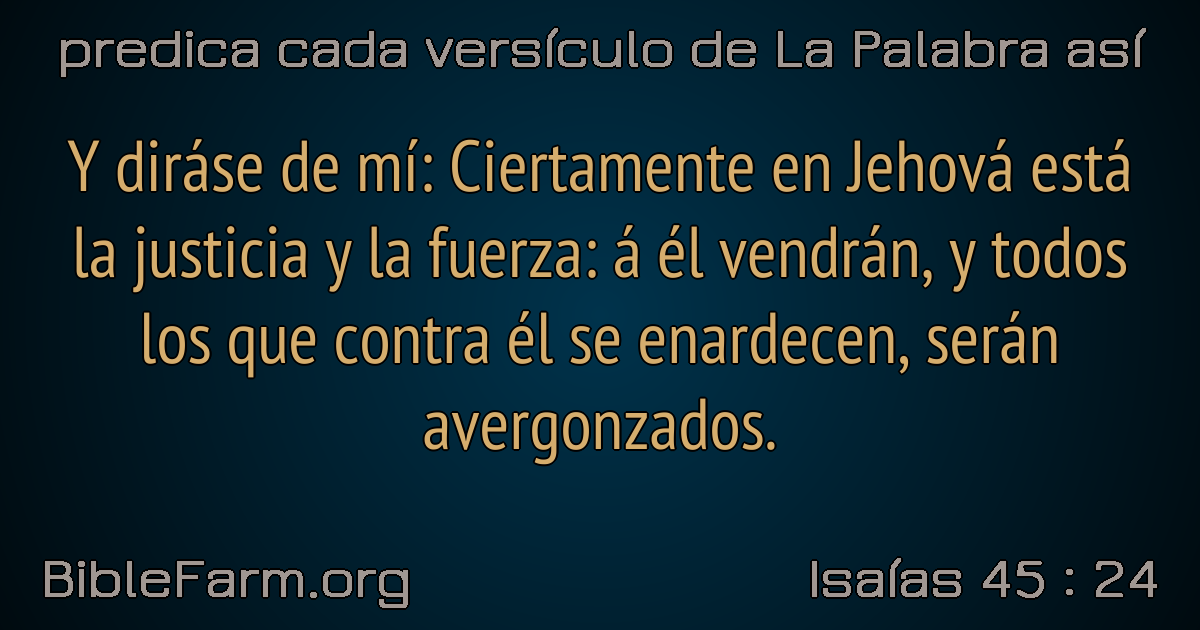 predica cada versículo de La Palabra así
Y diráse de mí: Ciertamente en Jehová está
la justicia y la fuerza: á él vendrán, y todos
los que contra él se enardecen, serán
avergonzados.
BibleFarm.org
Isaías 45 : 24